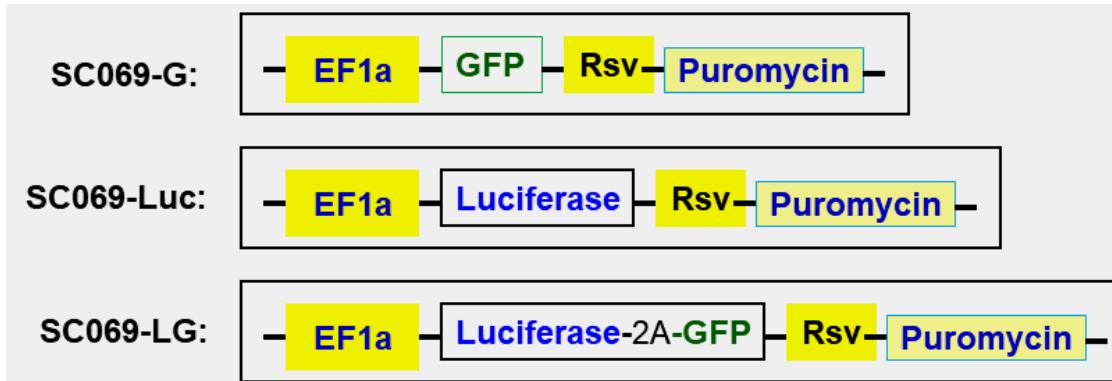 SC069-G: EF1a GFP Rsv Puromycin
SC069-Luc: EF1a Luciferase Rsv Puromycin
SC069-LG: EF1a Luciferase-2A-GFP Rsv Puromycin